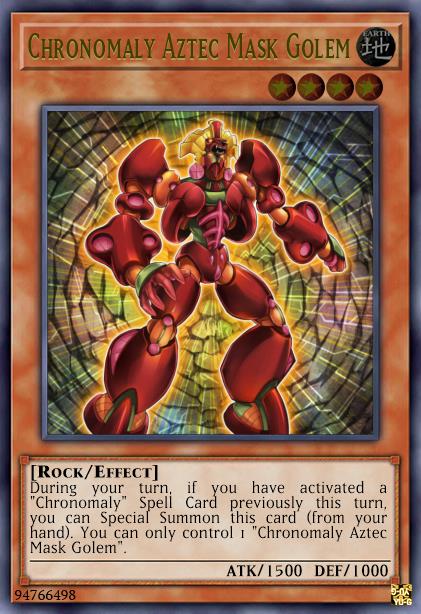 CHRONOMALY AZTEC MASK GOLEM
EARTH
地
[ROCK/EFFECT]
During your turn, if you have activated a
"Chronomaly" Spell Card previously this turn,
you can Special Summon this card (from your
hand). You can only control 1 "Chronomaly Aztec
Mask Golem".
ATK/1500 DEF/1000
94766498